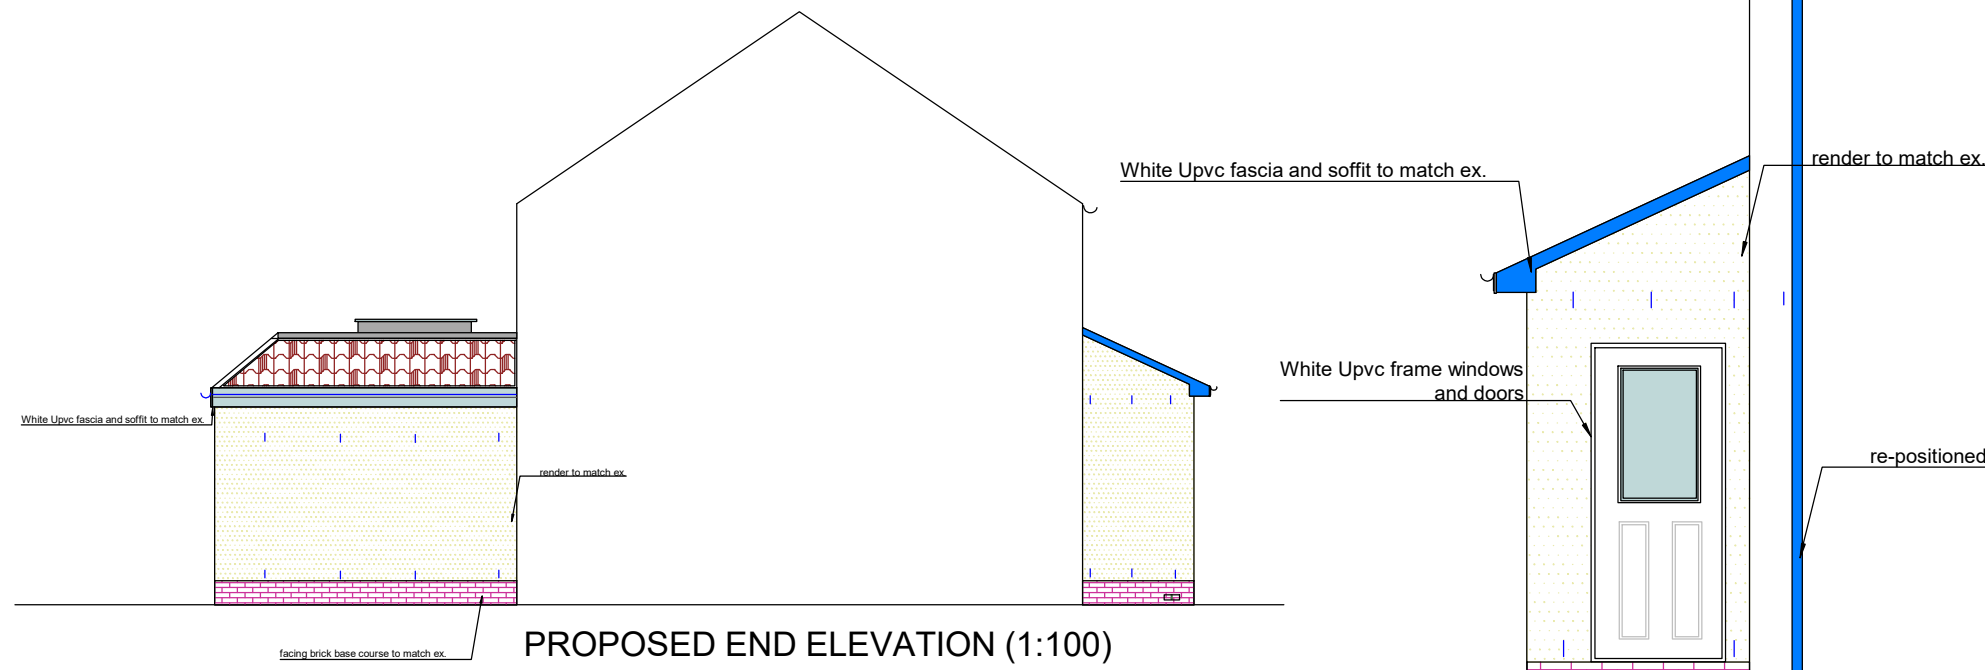 White Upvc fascia and soffit to match ex.
render to match ex.
White Upvc frame windows
and doors
White Upvc fascia and soffit to match ex.
render to match ex.
re-positioned
facing brick base course to match ex.
PROPOSED END ELEVATION (1:100)